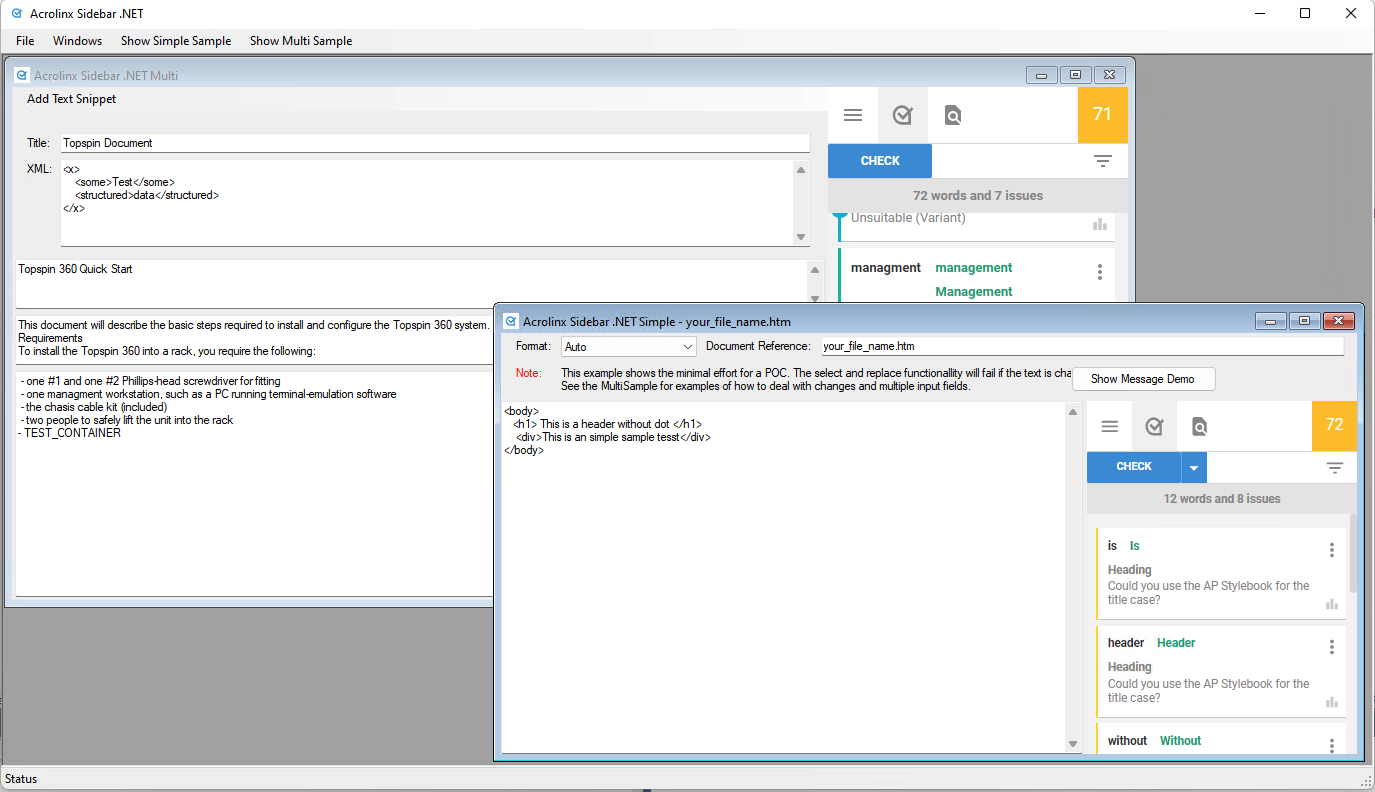 Acrolinx Sidebar .NET
File Windows Show Simple Sample Show Multi Sample
Acrolinx Sidebar .NET Multi
Add Text Snippet
Title: Topspin Document
XML: <x>
<some>Test</some>
<structured>data</structured>
</x>
Topspin 360 Quick Start
This document will describe the basic steps required to install and configure the Topspin 360 system.
Requirements
To install the Topspin 360 into a rack, you require the following:
- one #1 and one #2 Phillips-head screwdriver for fitting
- one managment workstation, such as a PC running terminal-emulation software
- the chasis cable kit (included)
- two people to safely lift the unit into the rack
- TEST_CONTAINER
71
CHECK
72 words and 7 issues
Unsuitable (Variant)
managment management
Management
Acrolinx Sidebar .NET Simple - your_file_name.htm
Format: Auto Document Reference: your_file_name.htm
Note: This example shows the minimal effort for a POC. The select and replace functionallity will fail if the text is cha
See the MultiSample for examples of how to deal with changes and multiple input fields.
Show Message Demo
<body>
<h1> This is a header without dot </h1>
<div>This is an simple sample tesst</div>
</body>
72
CHECK
12 words and 8 issues
is Is
Heading
Could you use the AP Stylebook for the
title case?
header Header
Heading
Could you use the AP Stylebook for the
title case?
without Without
Status